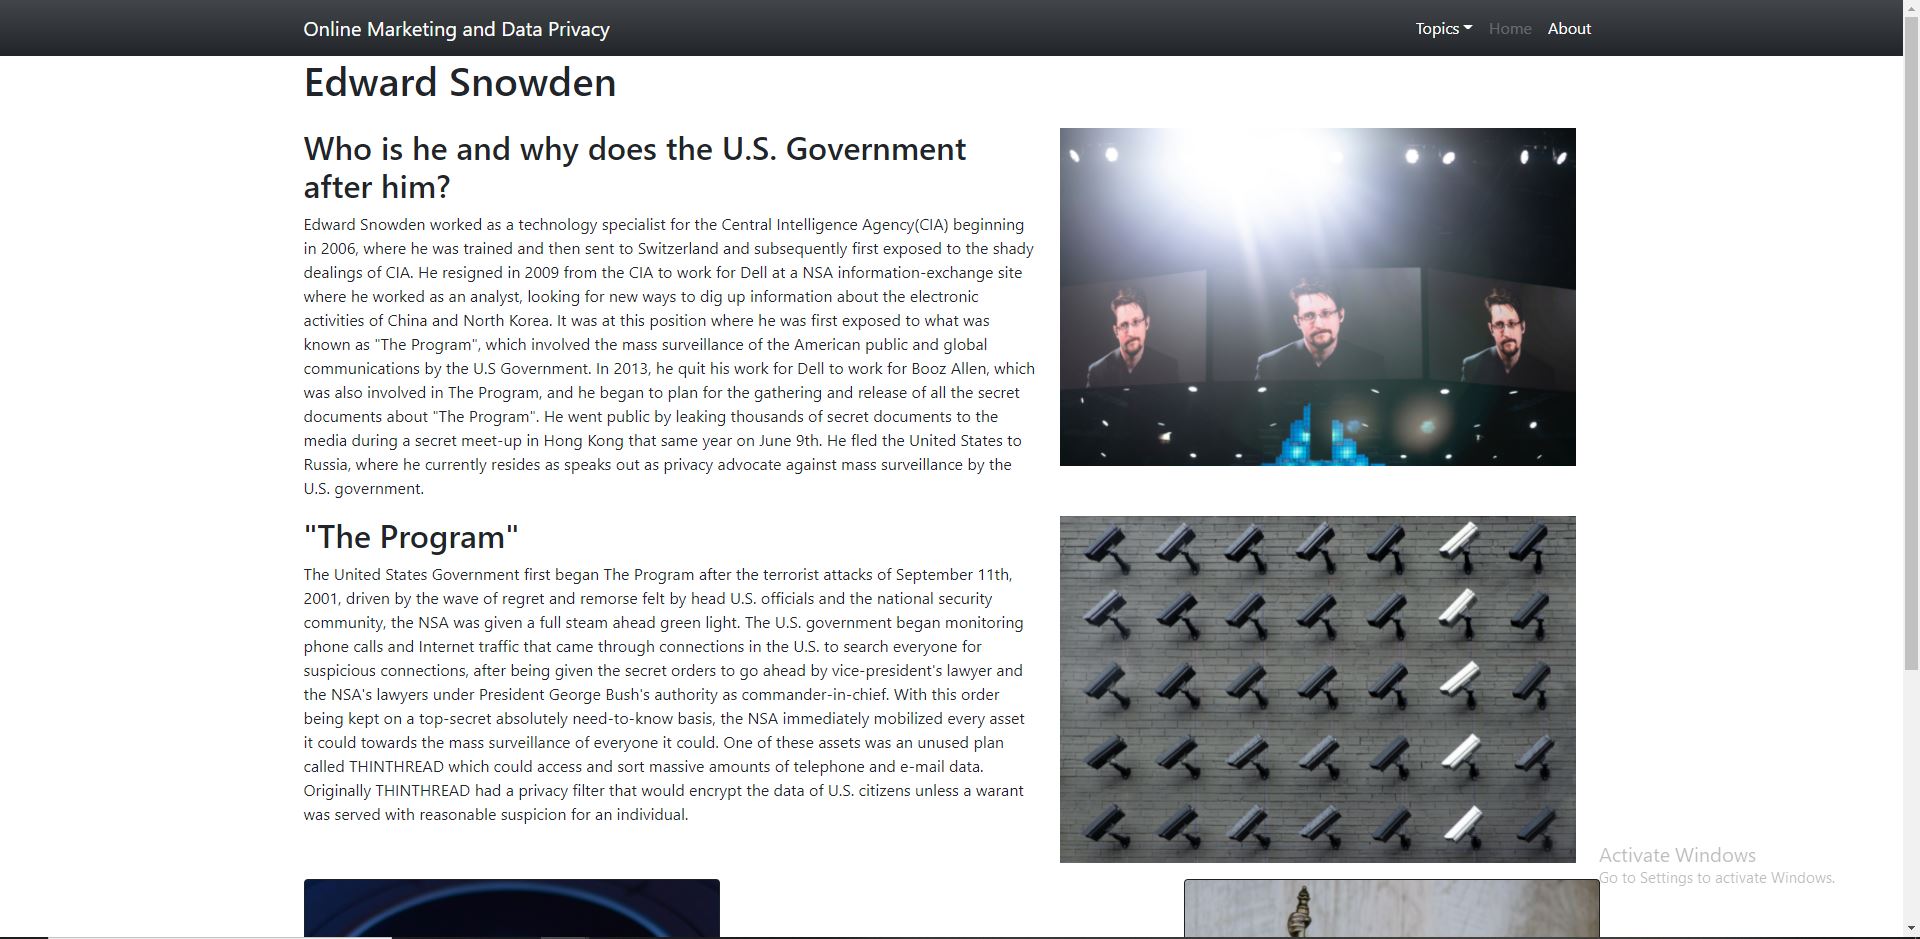 Online Marketing and Data Privacy
Topics Home About
Edward Snowden
Who is he and why does the U.S. Government
after him?
Edward Snowden worked as a technology specialist for the Central Intelligence Agency(CIA) beginning
in 2006, where he was trained and then sent to Switzerland and subsequently first exposed to the shady
dealings of CIA. He resigned in 2009 from the CIA to work for Dell at a NSA information-exchange site
where he worked as an analyst, looking for new ways to dig up information about the electronic
activities of China and North Korea. It was at this position where he was first exposed to what was
known as "The Program", which involved the mass surveillance of the American public and global
communications by the U.S Government. In 2013, he quit his work for Dell to work for Booz Allen, which
was also involved in The Program, and he began to plan for the gathering and release of all the secret
documents about "The Program". He went public by leaking thousands of secret documents to the
media during a secret meet-up in Hong Kong that same year on June 9th. He fled the United States to
Russia, where he currently resides as speaks out as privacy advocate against mass surveillance by the
U.S. government.
"The Program"
The United States Government first began The Program after the terrorist attacks of September 11th,
2001, driven by the wave of regret and remorse felt by head U.S. officials and the national security
community, the NSA was given a full steam ahead green light. The U.S. government began monitoring
phone calls and Internet traffic that came through connections in the U.S. to search everyone for
suspicious connections, after being given the secret orders to go ahead by vice-president's lawyer and
the NSA's lawyers under President George Bush's authority as commander-in-chief. With this order
being kept on a top-secret absolutely need-to-know basis, the NSA immediately mobilized every asset
it could towards the mass surveillance of everyone it could. One of these assets was an unused plan
called THINTHREAD which could access and sort massive amounts of telephone and e-mail data.
Originally THINTHREAD had a privacy filter that would encrypt the data of U.S. citizens unless a warant
was served with reasonable suspicion for an individual.
Activate Windows
Go to Settings to activate Windows.